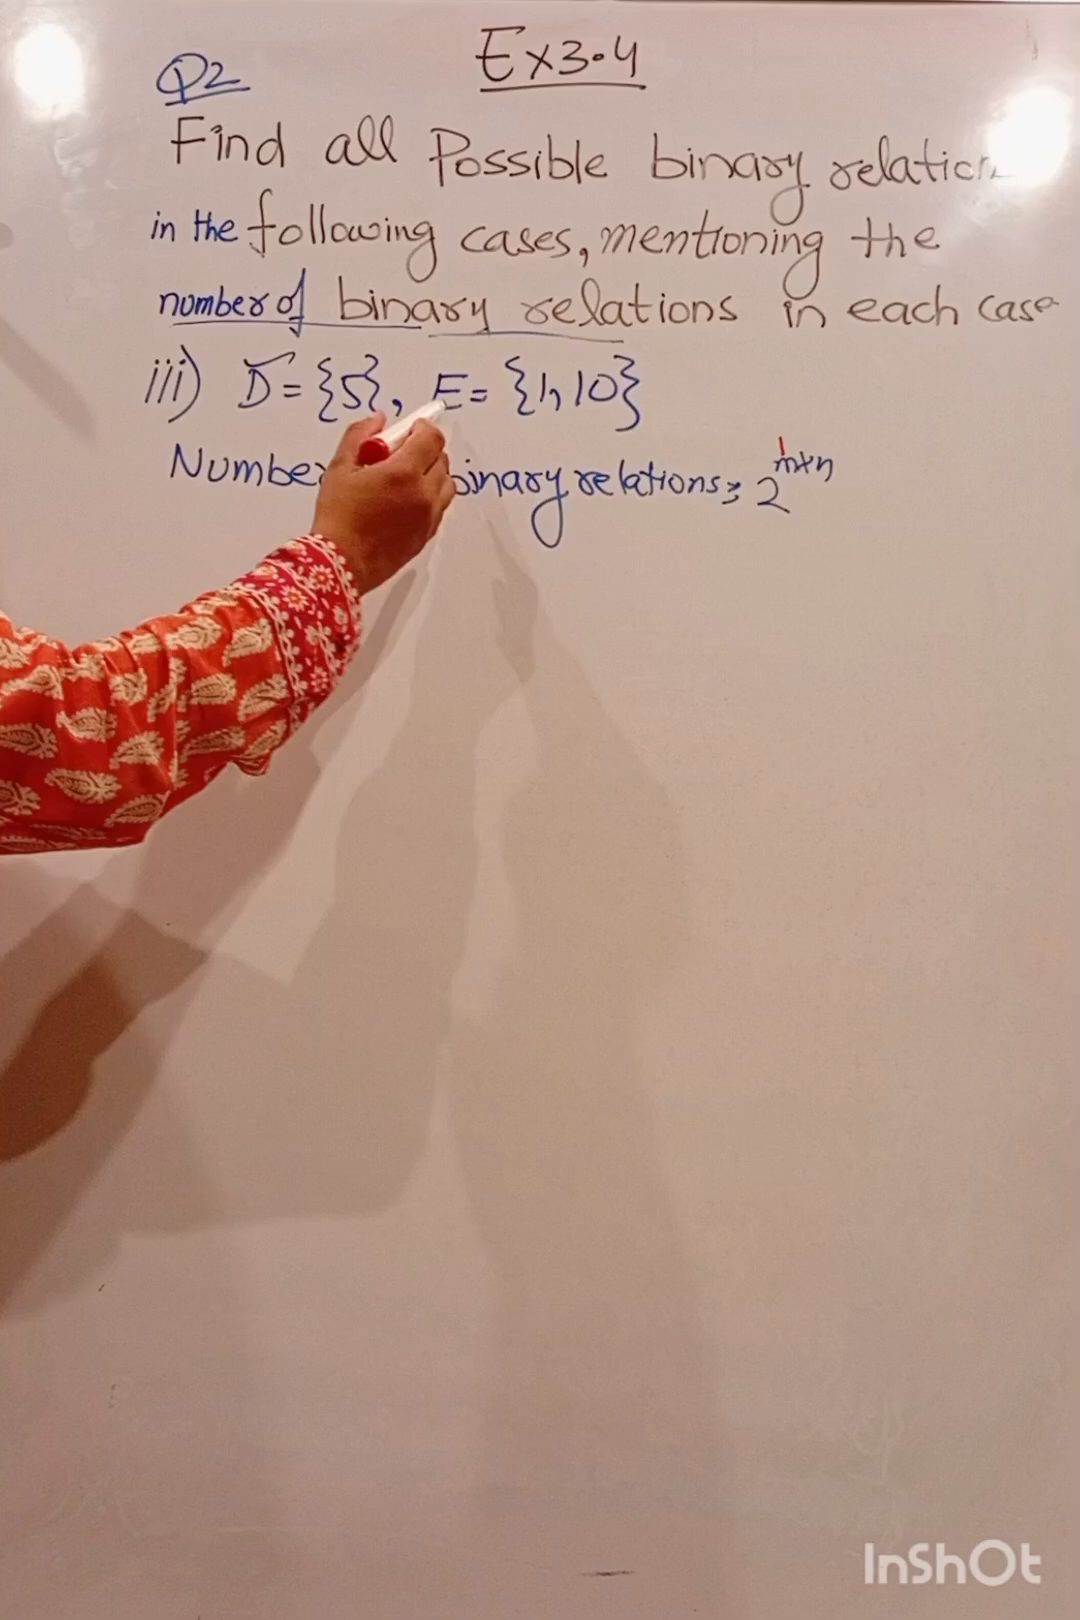 Ex3.4
Q2
Find all Possible binary relation
in the following cases, mentioning the
number of binary relations in each case
iii) D = {5}, E = {1, 10}
Number binary relations = 2^m×n
InShOt